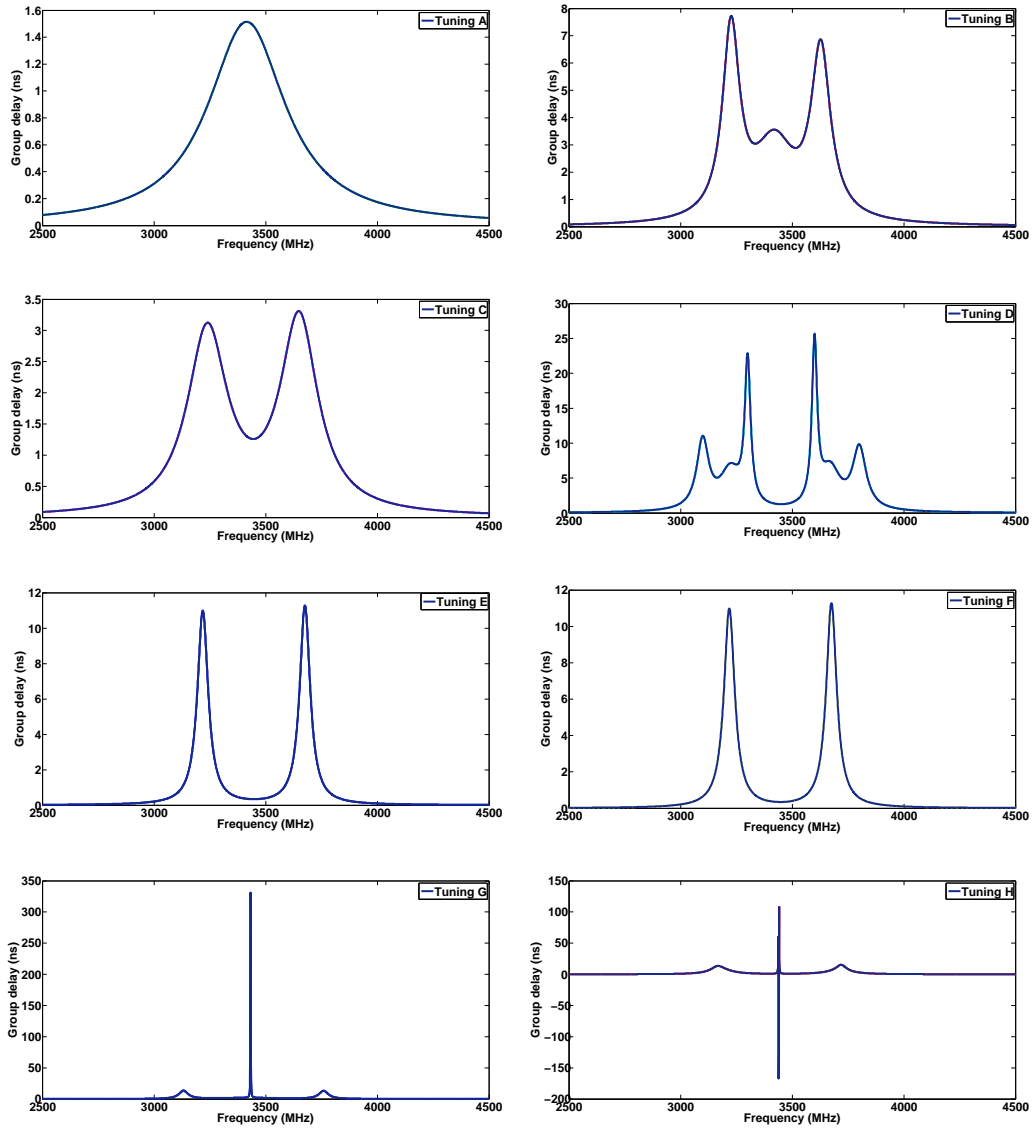 1.6
1.4
1.2
1
0.8
0.6
0.4
0.2
0
2500 3000 3500 4000 4500
Frequency (MHz)
Group delay (ns)
Tuning A
8
7
6
5
4
3
2
1
0
2500 3000 3500 4000 4500
Frequency (MHz)
Group delay (ns)
Tuning B
3.5
3
2.5
2
1.5
1
0.5
0
2500 3000 3500 4000 4500
Frequency (MHz)
Group delay (ns)
Tuning C
30
25
20
15
10
5
0
2500 3000 3500 4000 4500
Frequency (MHz)
Group delay (ns)
Tuning D
12
10
8
6
4
2
0
2500 3000 3500 4000 4500
Frequency (MHz)
Group delay (ns)
Tuning E
12
10
8
6
4
2
0
2500 3000 3500 4000 4500
Frequency (MHz)
Group delay (ns)
Tuning F
350
300
250
200
150
100
50
0
2500 3000 3500 4000 4500
Frequency (MHz)
Group delay (ns)
Tuning G
150
100
50
0
−50
−100
−150
−200
2500 3000 3500 4000 4500
Frequency (MHz)
Group delay (ns)
Tuning H